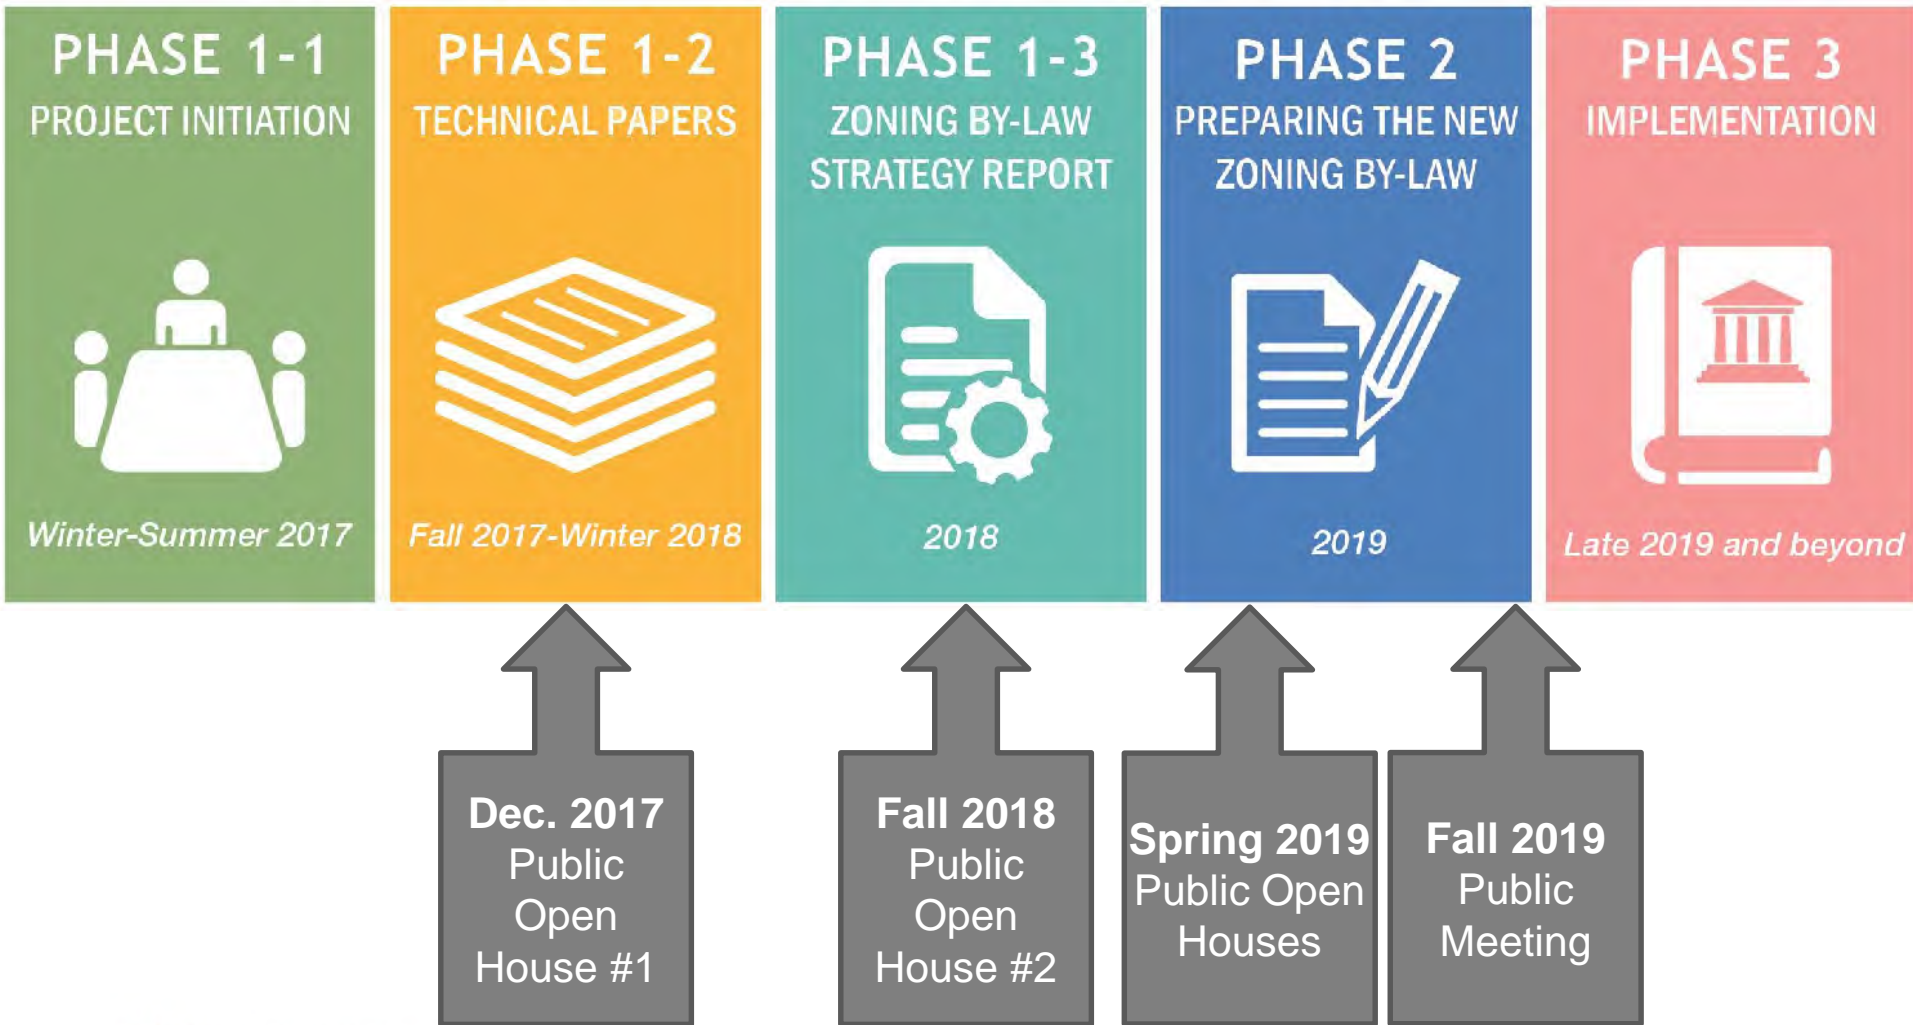 PHASE 1-1
PROJECT INITIATION
Winter-Summer 2017
PHASE 1-2
TECHNICAL PAPERS
Fall 2017-Winter 2018
PHASE 1-3
ZONING BY-LAW
STRATEGY REPORT
2018
PHASE 2
PREPARING THE NEW
ZONING BY-LAW
2019
PHASE 3
IMPLEMENTATION
Late 2019 and beyond
Dec. 2017
Public
Open
House #1
Fall 2018
Public
Open
House #2
Spring 2019
Public Open
Houses
Fall 2019
Public
Meeting